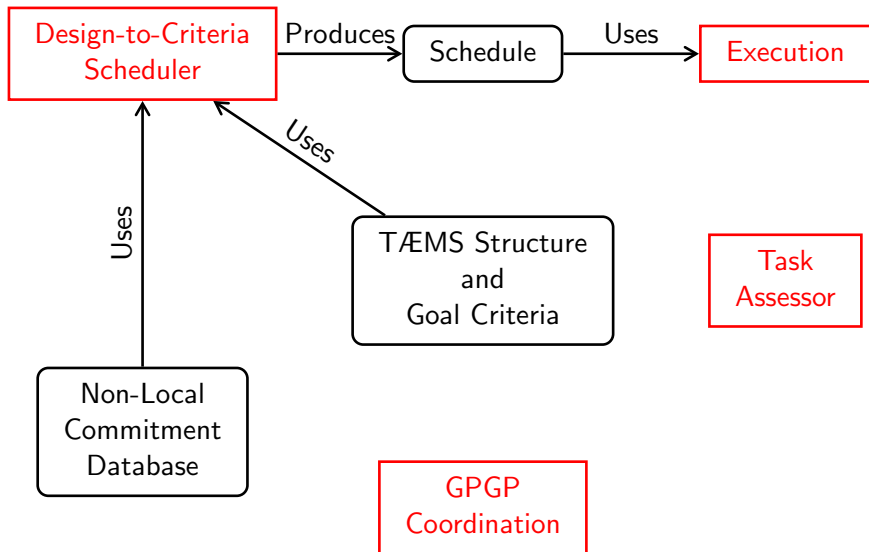 Design-to-Criteria
Scheduler
Produces
Schedule
Uses
Execution
Uses
Uses
TÆMS Structure
and
Goal Criteria
Task
Assessor
Non-Local
Commitment
Database
GPGP
Coordination